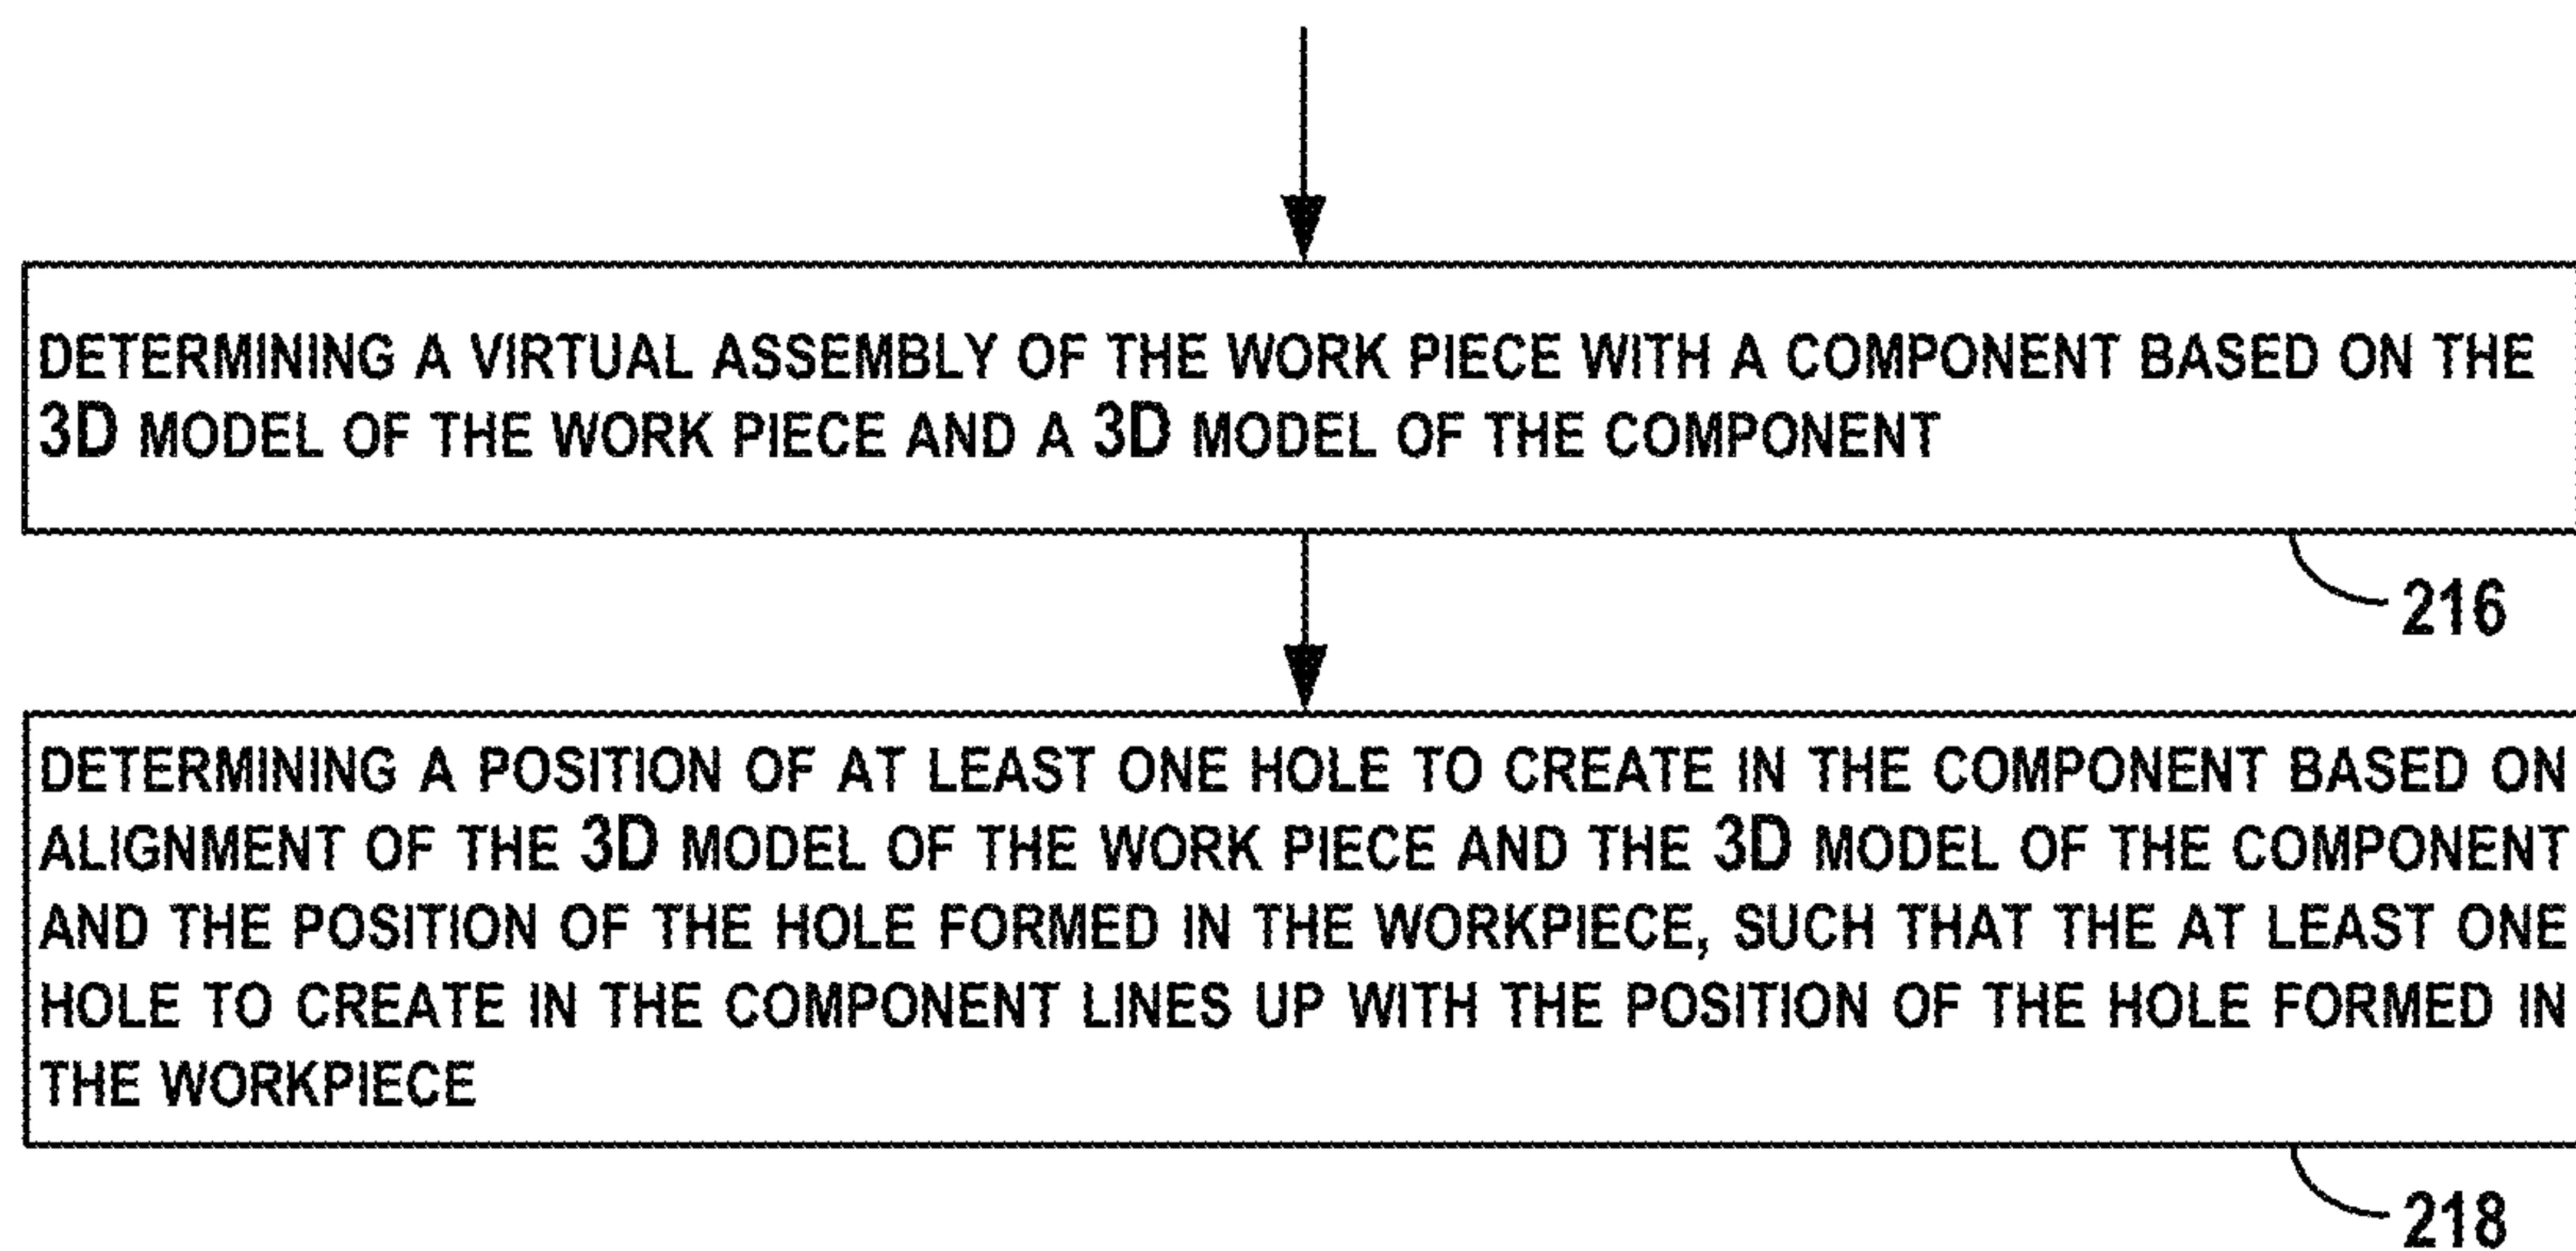 DETERMINING A VIRTUAL ASSEMBLY OF THE WORK PIECE WITH A COMPONENT BASED ON THE
3D MODEL OF THE WORK PIECE AND A 3D MODEL OF THE COMPONENT
216
DETERMINING A POSITION OF AT LEAST ONE HOLE TO CREATE IN THE COMPONENT BASED ON
ALIGNMENT OF THE 3D MODEL OF THE WORK PIECE AND THE 3D MODEL OF THE COMPONENT
AND THE POSITION OF THE HOLE FORMED IN THE WORKPIECE, SUCH THAT THE AT LEAST ONE
HOLE TO CREATE IN THE COMPONENT LINES UP WITH THE POSITION OF THE HOLE FORMED IN
THE WORKPIECE
218